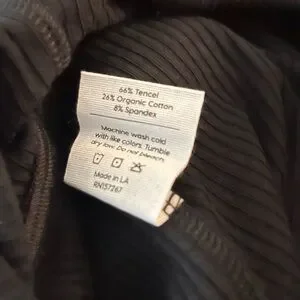 66% Tencel
26% Organic Cotton
8% Spandex
Machine wash cold
with like colors. Tumble
dry low. Do not bleach.
Made in LA
RN157267